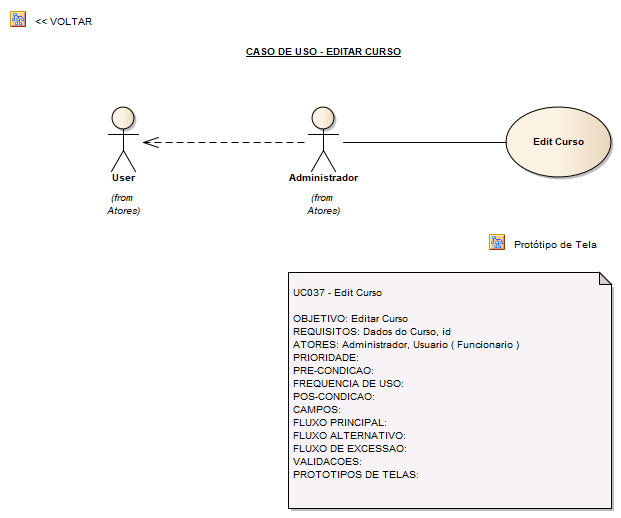 << VOLTAR
CASO DE USO - EDITAR CURSO
User
(from
Atores)
Administrador
(from
Atores)
Edit Curso
Protótipo de Tela
UC037 - Edit Curso
OBJETIVO: Editar Curso
REQUISITOS: Dados do Curso, id
ATORES: Administrador, Usuario ( Funcionario )
PRIORIDADE:
PRE-CONDICAO:
FREQUENCIA DE USO:
POS-CONDICAO:
CAMPOS:
FLUXO PRINCIPAL:
FLUXO ALTERNATIVO:
FLUXO DE EXCESSAO:
VALIDACOES:
PROTOTIPOS DE TELAS: